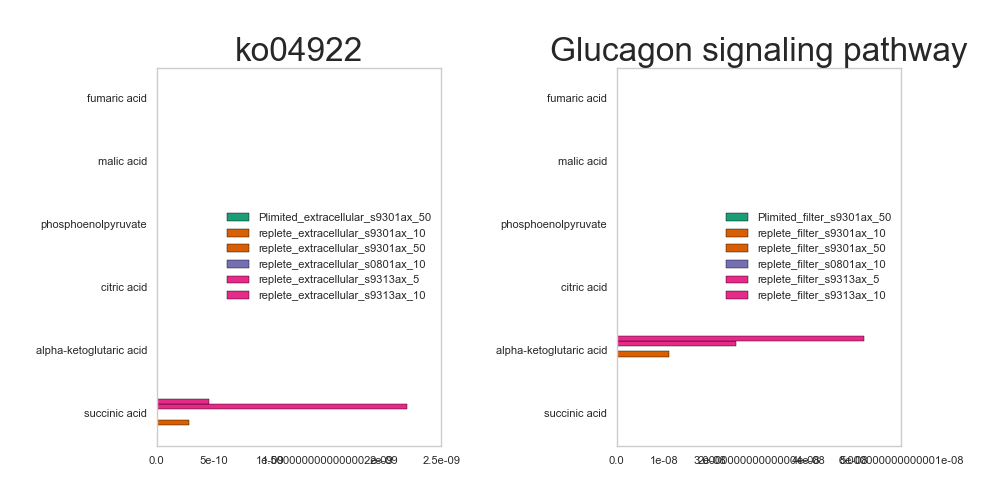 ko04922
fumaric acid
malic acid
phosphoenolpyruvate
citric acid
alpha-ketoglutaric acid
succinic acid
Plimited_extracellular_s9301ax_50
replete_extracellular_s9301ax_10
replete_extracellular_s9301ax_50
replete_extracellular_s0801ax_10
replete_extracellular_s9313ax_5
replete_extracellular_s9313ax_10
0.0 5e-10 2.5e-09
Glucagon signaling pathway
fumaric acid
malic acid
phosphoenolpyruvate
citric acid
alpha-ketoglutaric acid
succinic acid
Plimited_filter_s9301ax_50
replete_filter_s9301ax_10
replete_filter_s9301ax_50
replete_filter_s0801ax_10
replete_filter_s9313ax_5
replete_filter_s9313ax_10
0.0 1e-08